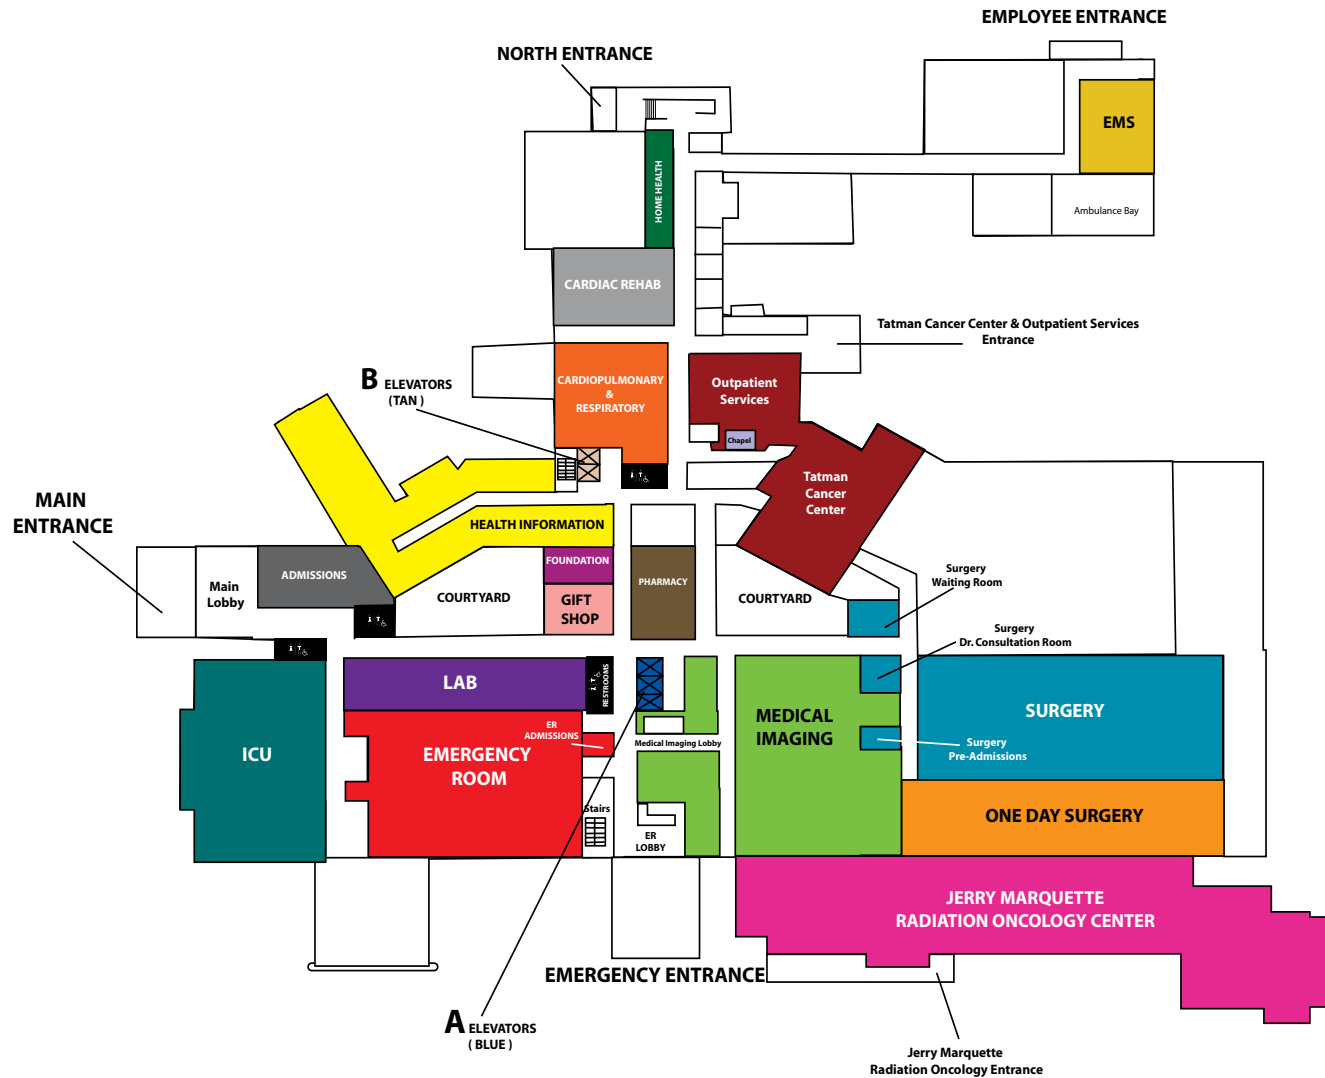 EMPLOYEE ENTRANCE
NORTH ENTRANCE
EMS
HOME HEALTH
Ambulance Bay
CARDIAC REHAB
Tatman Cancer Center & Outpatient Services
Entrance
B ELEVATORS
(TAN )
CARDIOPULMONARY
&
RESPIRATORY
Outpatient
Services
Chapel
Tatman
Cancer
Center
MAIN
ENTRANCE
HEALTH INFORMATION
Main
Lobby
ADMISSIONS
COURTYARD
FOUNDATION
GIFT
SHOP
PHARMACY
COURTYARD
Surgery
Waiting Room
Surgery
Dr. Consultation Room
LAB
RESTROOMS
ICU
EMERGENCY
ROOM
ER
ADMISSIONS
Medical Imaging Lobby
MEDICAL
IMAGING
SURGERY
Surgery
Pre-Admissions
Stairs
ER
LOBBY
ONE DAY SURGERY
JERRY MARQUETTE
RADIATION ONCOLOGY CENTER
EMERGENCY ENTRANCE
A ELEVATORS
( BLUE )
Jerry Marquette
Radiation Oncology Entrance